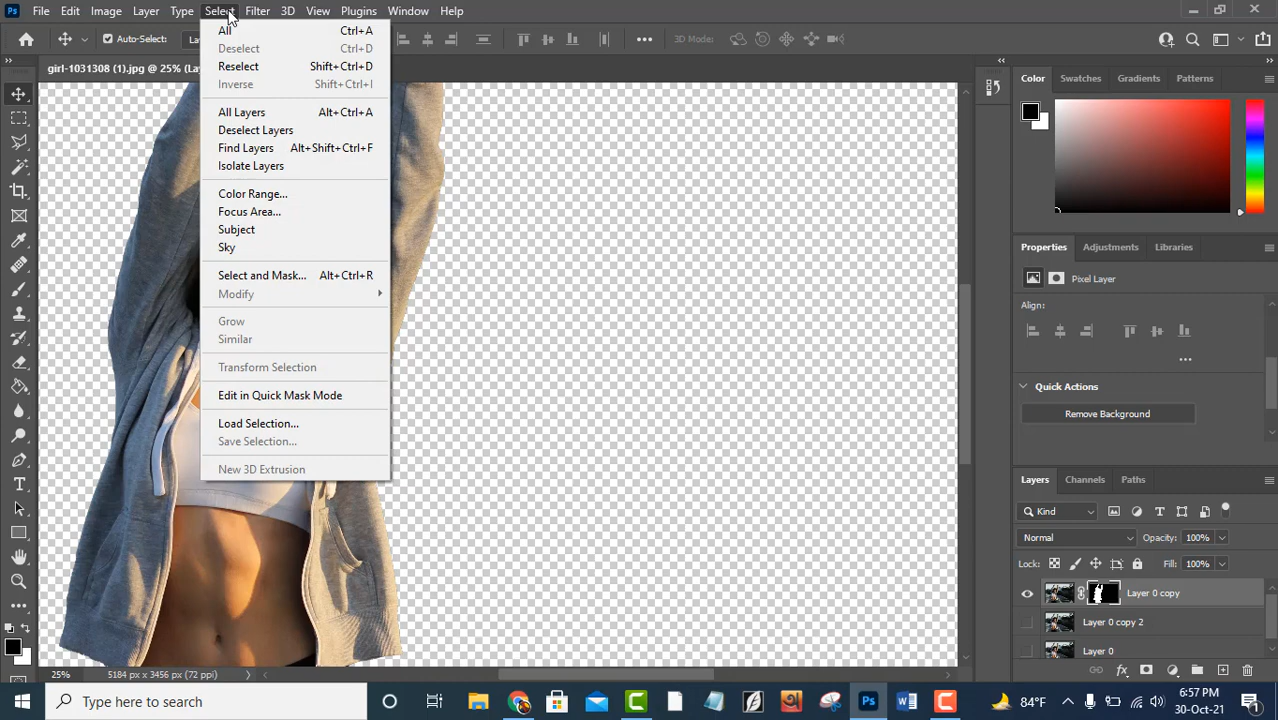 Ps File Edit Image Layer Type Select Filter 3D View Plugins Window Help
Auto-Select: 3D Mode:
girl-1031308 (1).jpg @ 25% (La
All Ctrl+A
Deselect Ctrl+D
Reselect Shift+Ctrl+D
Inverse Shift+Ctrl+I
All Layers Alt+Ctrl+A
Deselect Layers
Find Layers Alt+Shift+Ctrl+F
Isolate Layers
Color Range...
Focus Area...
Subject
Sky
Select and Mask... Alt+Ctrl+R
Modify
Grow
Similar
Transform Selection
Edit in Quick Mask Mode
Load Selection...
Save Selection...
New 3D Extrusion
Color Swatches Gradients Patterns
Properties Adjustments Libraries
Pixel Layer
Align:
Quick Actions
Remove Background
Layers Channels Paths
Kind
Normal Opacity: 100%
Lock: Fill: 100%
Layer 0 copy
Layer 0 copy 2
Layer 0
25% 5184 px x 3456 px (72 ppi)
Type here to search
Ps
84°F
6:57 PM
30-Oct-21